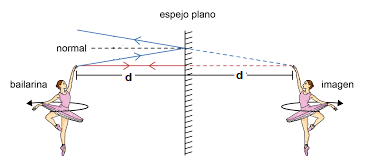 espejo plano
normal
bailarina
d
d
imagen